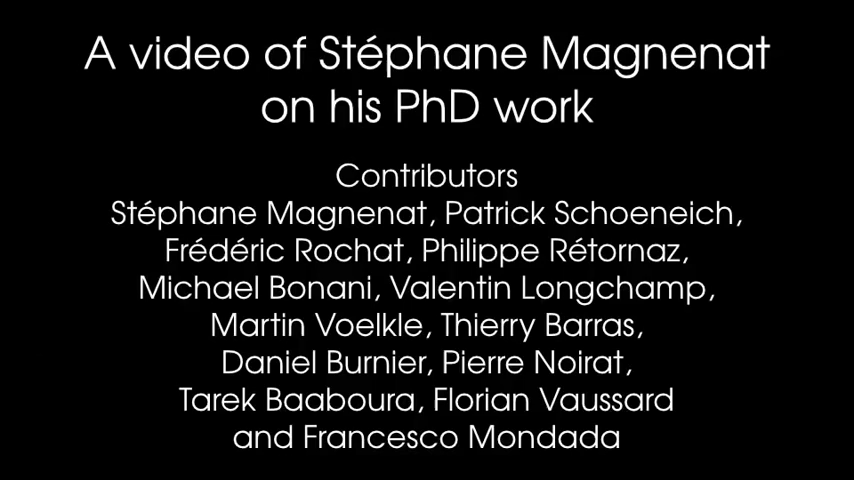 A video of Stéphane Magnenat
on his PhD work
Contributors
Stéphane Magnenat, Patrick Schoeneich,
Frédéric Rochat, Philippe Rétornaz,
Michael Bonani, Valentin Longchamp,
Martin Voelkle, Thierry Barras,
Daniel Burnier, Pierre Noirat,
Tarek Baaboura, Florian Vaussard
and Francesco Mondada